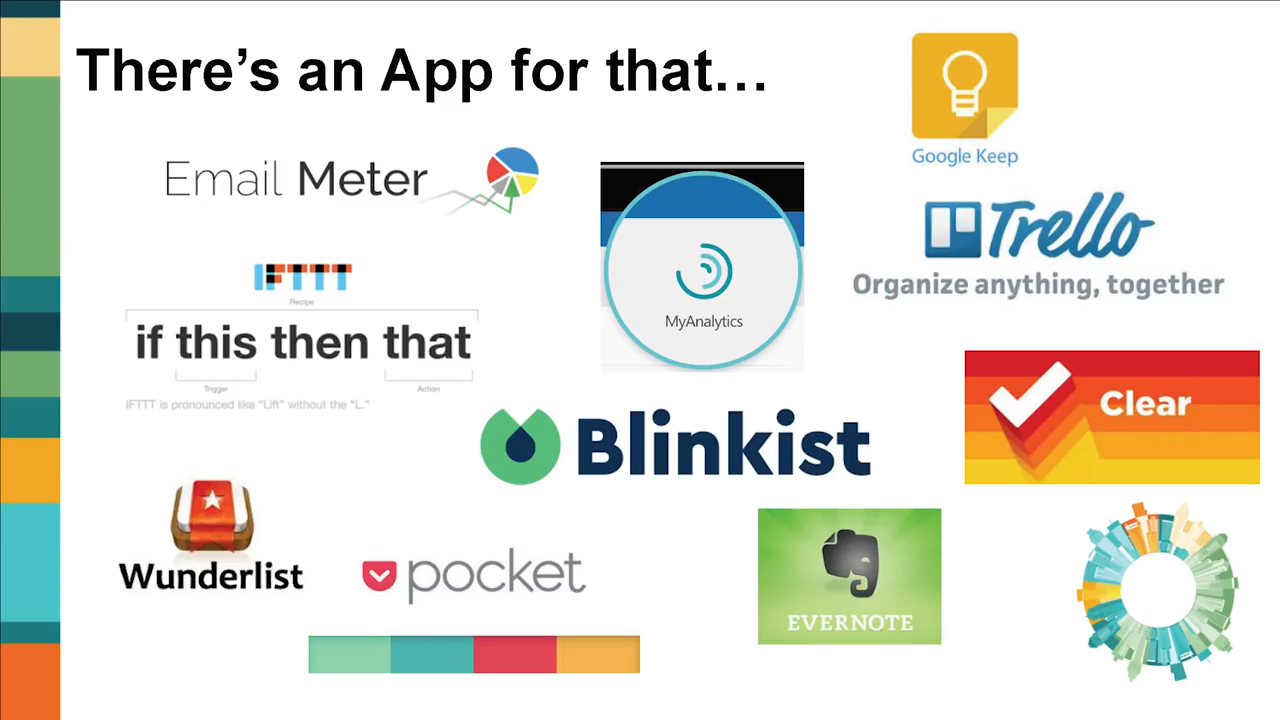 There's an App for that…
Google Keep
Email Meter
Trello
Organize anything, together
MyAnalytics
IFTTT
Recipe
if this then that
Trigger
Action
IFTTT is pronounced like "Lift" without the "L."
Clear
Blinkist
Wunderlist
pocket
EVERNOTE